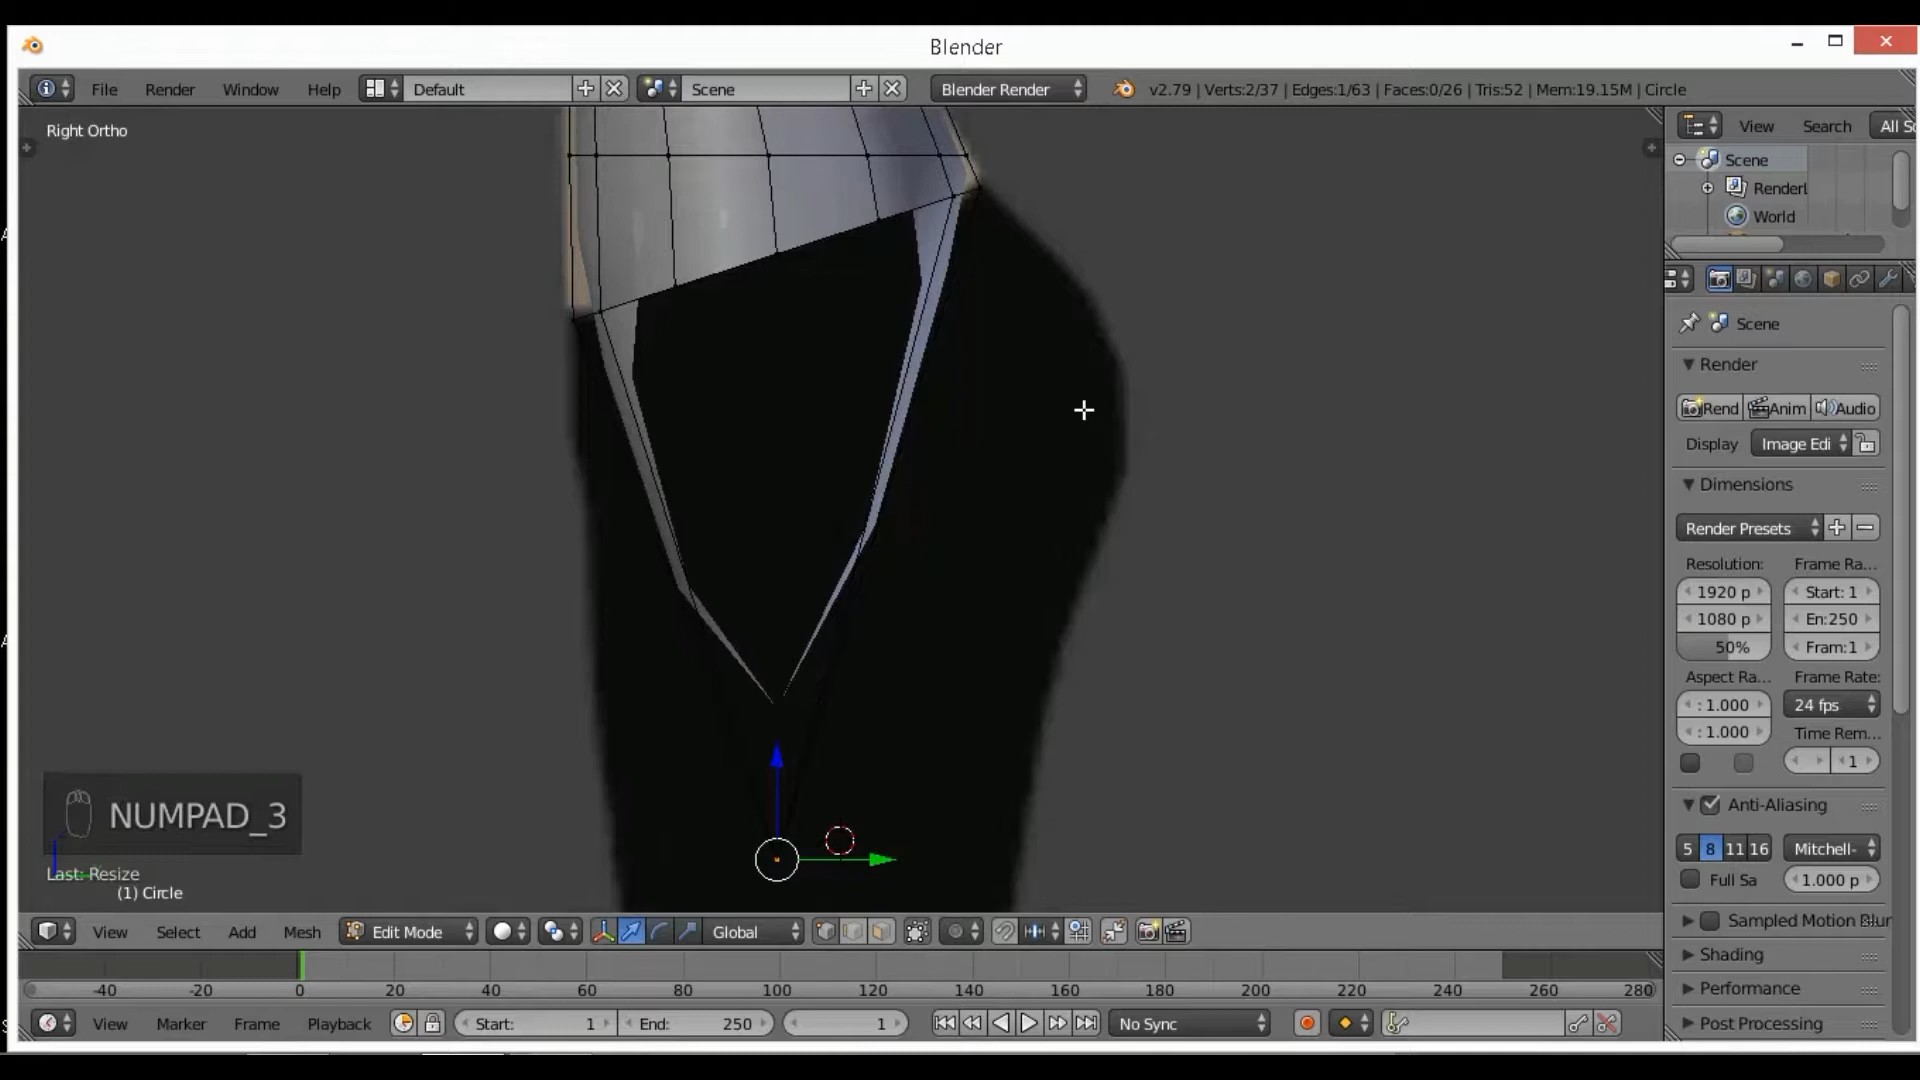 Blender
File Render Window Help Default Scene Blender Render v2.79 | Verts:2/37 | Edges:1/63 | Faces:0/26 | Tris:52 | Mem:19.15M | Circle
Right Ortho
View Search All S
Scene
RenderL
World
Scene
Render
Rend Anim Audio
Display Image Edi
Dimensions
Render Presets
Resolution: Frame Ra...
1920 p Start: 1
1080 p En:250
50% Fram:1
Aspect Ra... Frame Rate:
: 1.000 24 fps
: 1.000 Time Rem...
1
Anti-Aliasing
5 8 11 16 Mitchell-
Full Sa 1.000 p
Sampled Motion Blur
Shading
Performance
Post Processing
NUMPAD_3
Last: Resize
(1) Circle
View Select Add Mesh Edit Mode Global
-40 -20 0 20 40 60 80 100 120 140 160 180 200 220 240 260 280
View Marker Frame Playback Start: 1 End: 250 1 No Sync